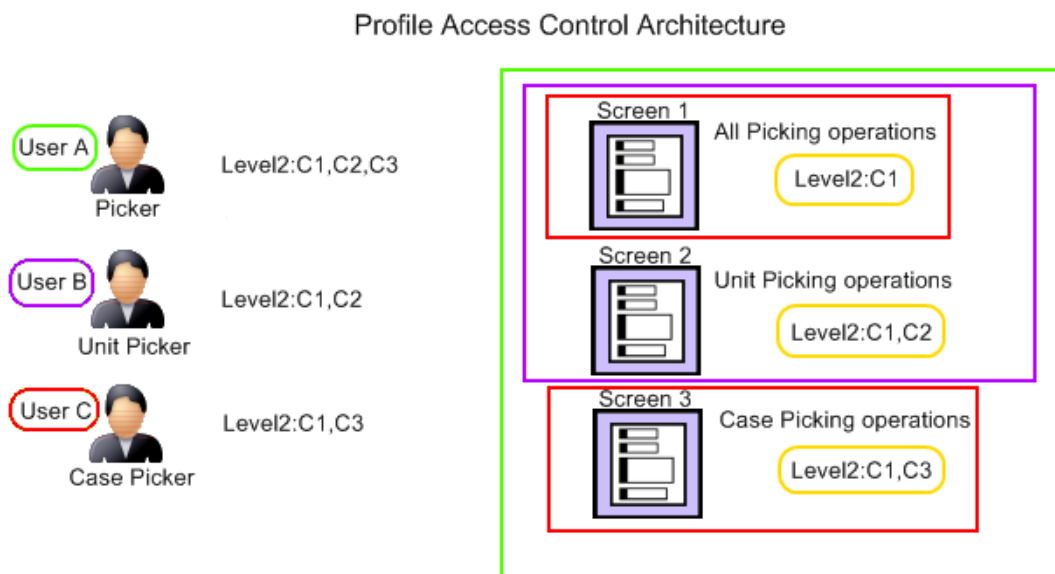 Profile Access Control Architecture
User A
Picker
Level2:C1,C2,C3
User B
Unit Picker
Level2:C1,C2
User C
Case Picker
Level2:C1,C3
Screen 1
All Picking operations
Level2:C1
Screen 2
Unit Picking operations
Level2:C1,C2
Screen 3
Case Picking operations
Level2:C1,C3